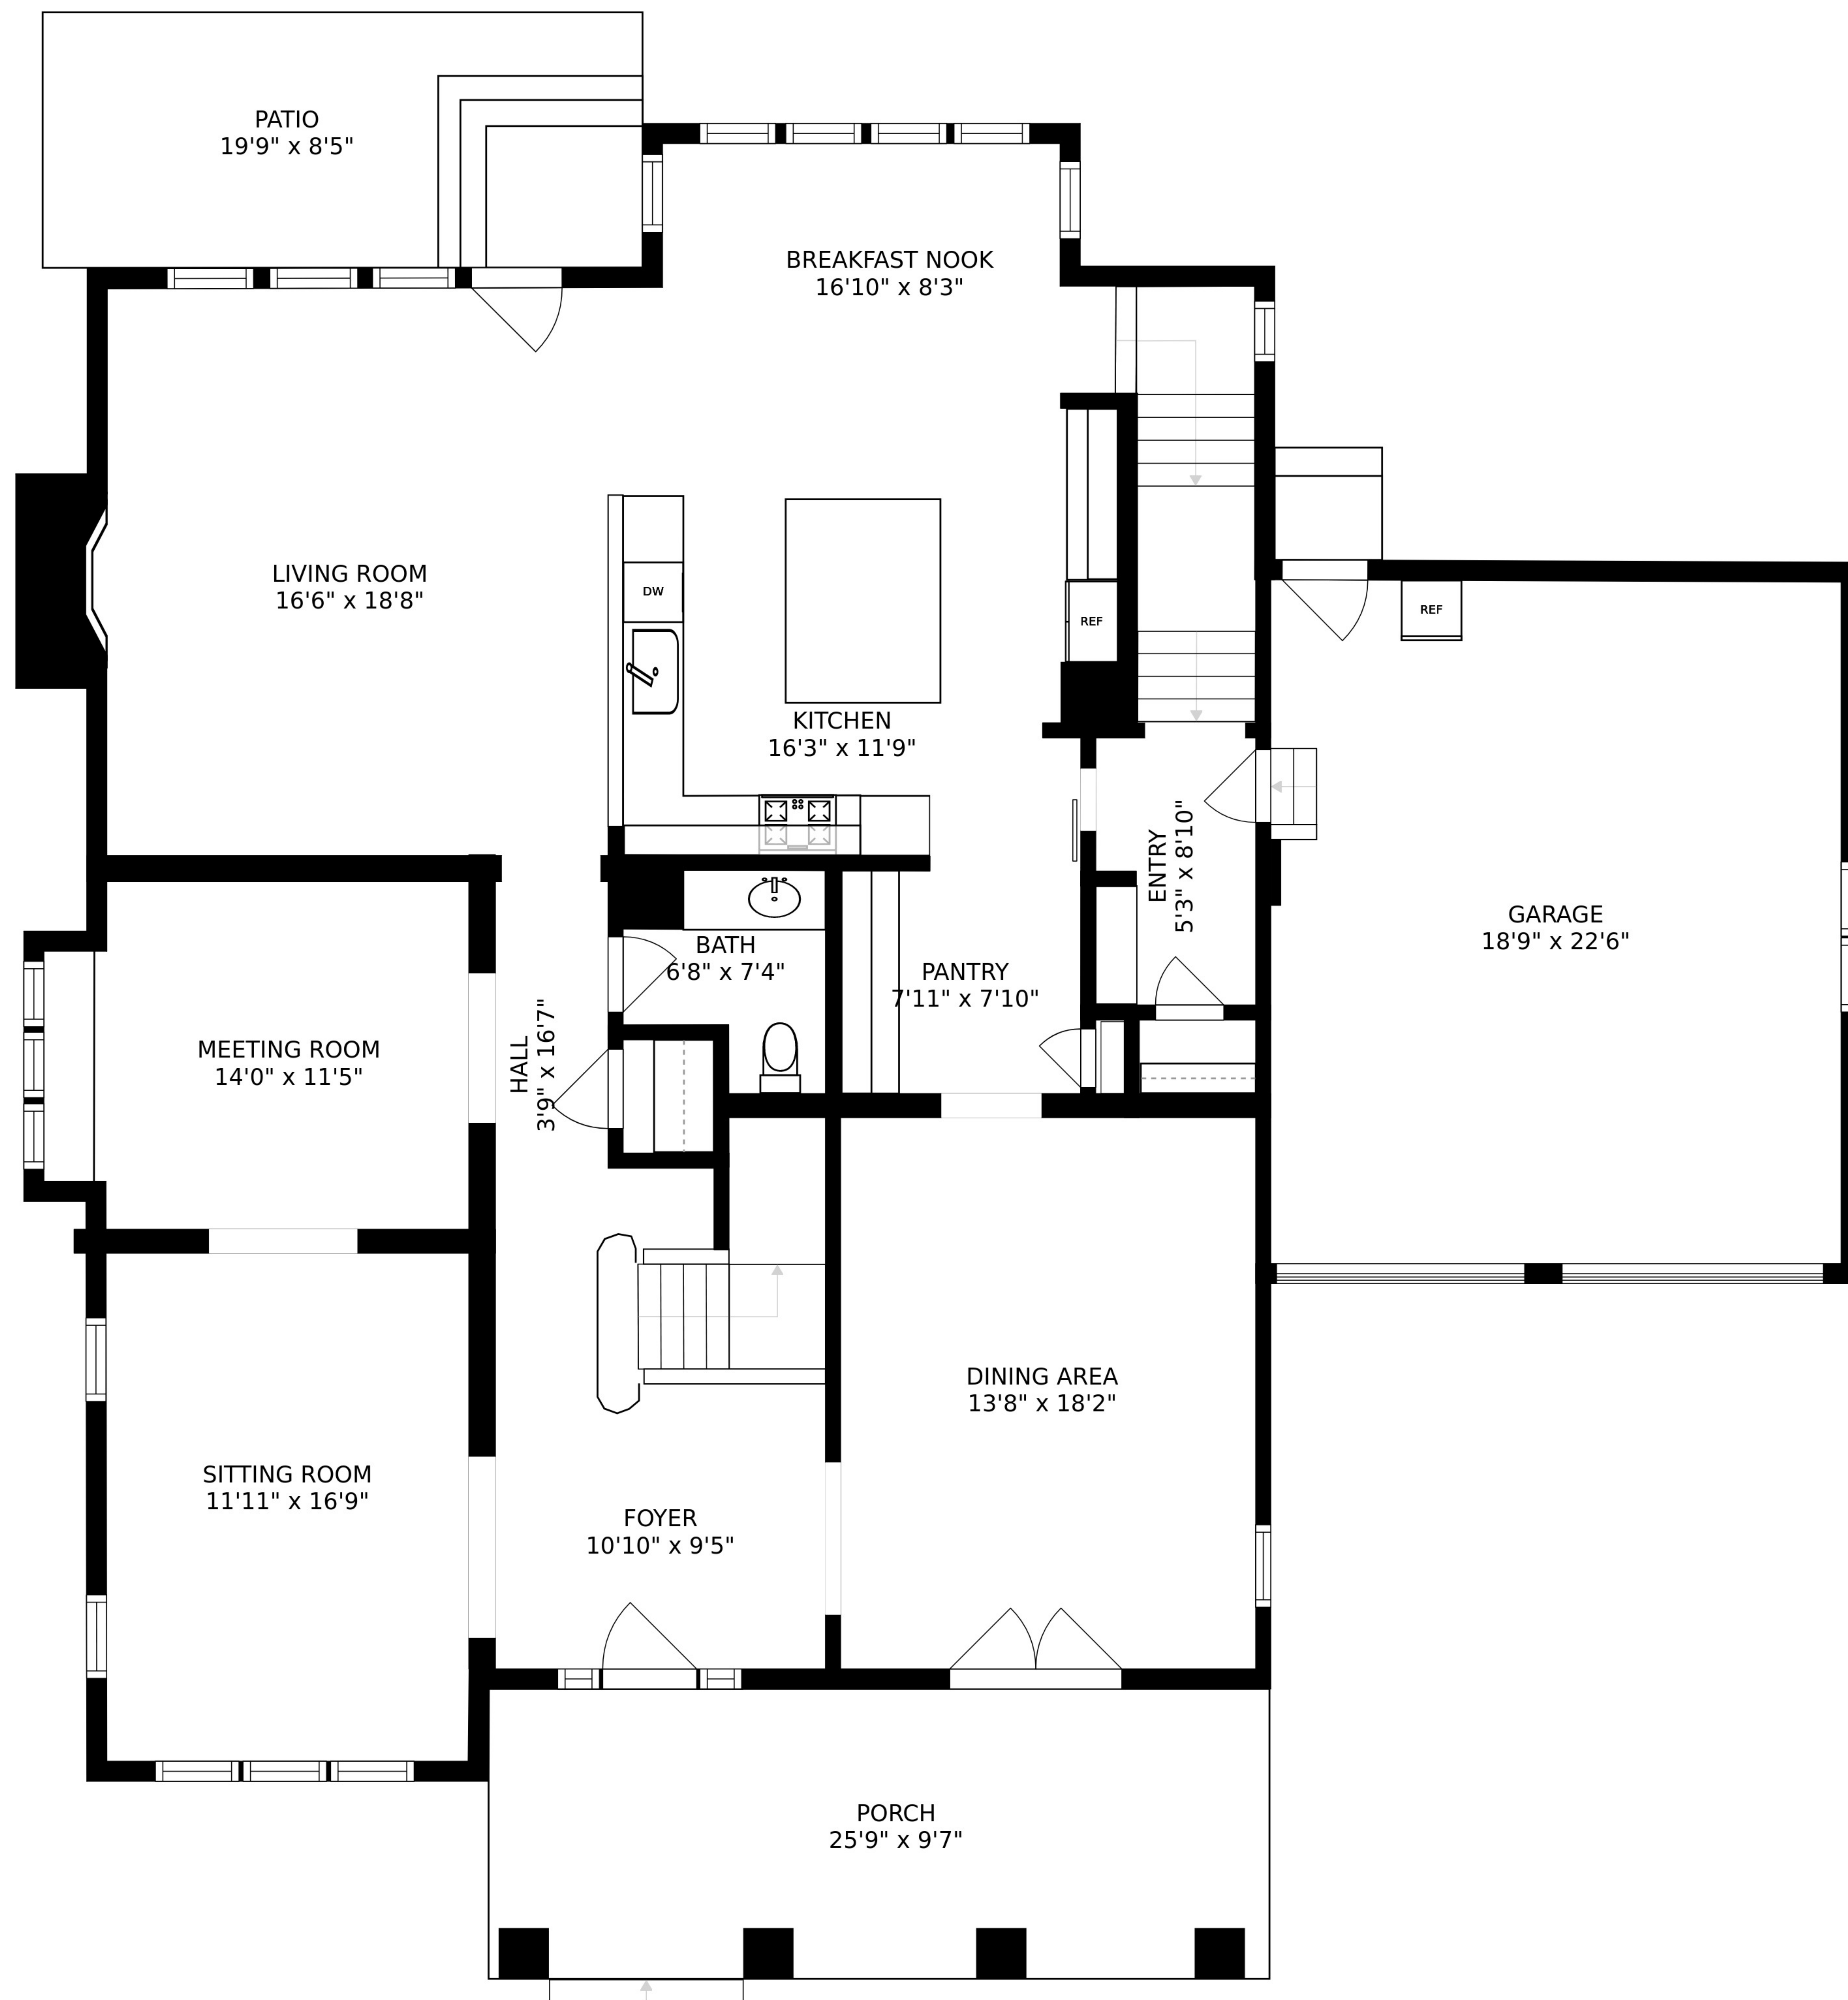 PATIO
19'9" x 8'5"
BREAKFAST NOOK
16'10" x 8'3"
LIVING ROOM
16'6" x 18'8"
DW
REF
REF
KITCHEN
16'3" x 11'9"
ENTRY
5'3" x 8'10"
GARAGE
18'9" x 22'6"
BATH
6'8" x 7'4"
PANTRY
7'11" x 7'10"
MEETING ROOM
14'0" x 11'5"
HALL
3'9" x 16'7"
DINING AREA
13'8" x 18'2"
SITTING ROOM
11'11" x 16'9"
FOYER
10'10" x 9'5"
PORCH
25'9" x 9'7"